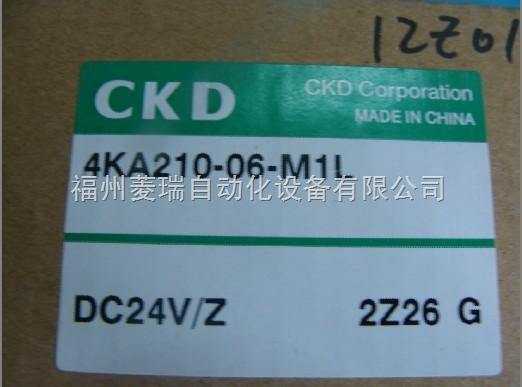 12Z01
CKD
CKD Corporation
MADE IN CHINA
4KA210-06-M1L
福州菱瑞自动化设备有限公司
DC24V/Z
2Z26 G